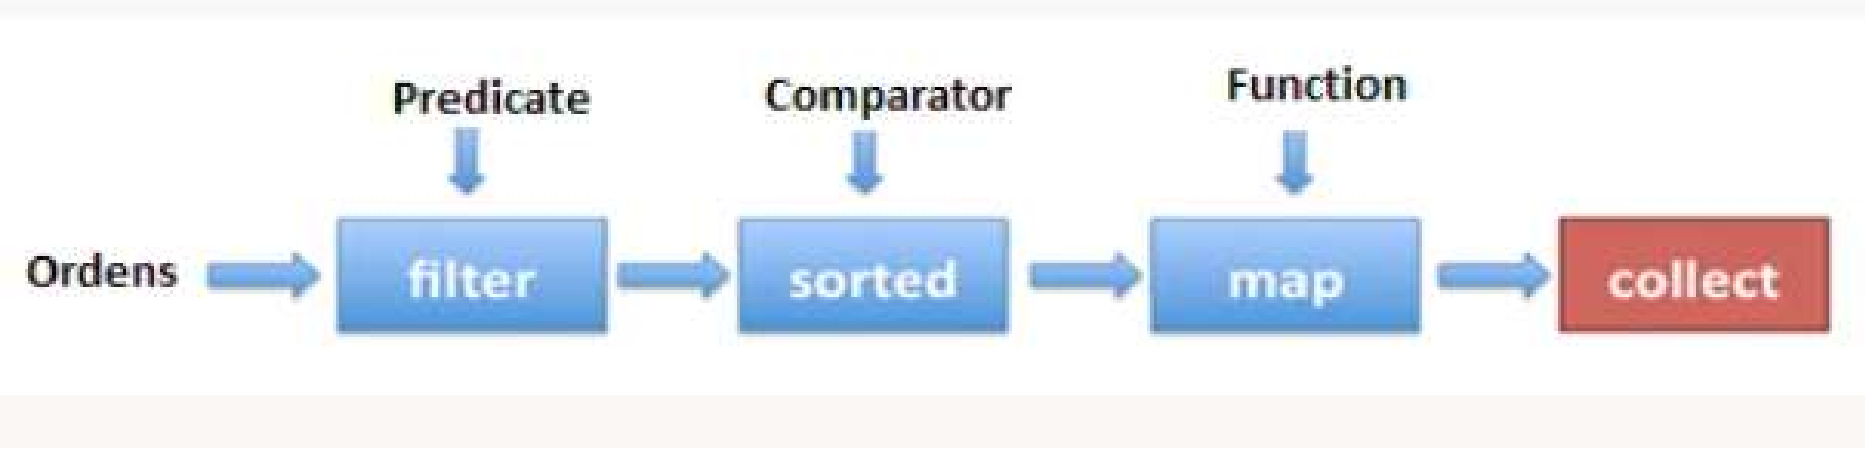 Predicate
Comparator
Function
Ordens
filter
sorted
map
collect